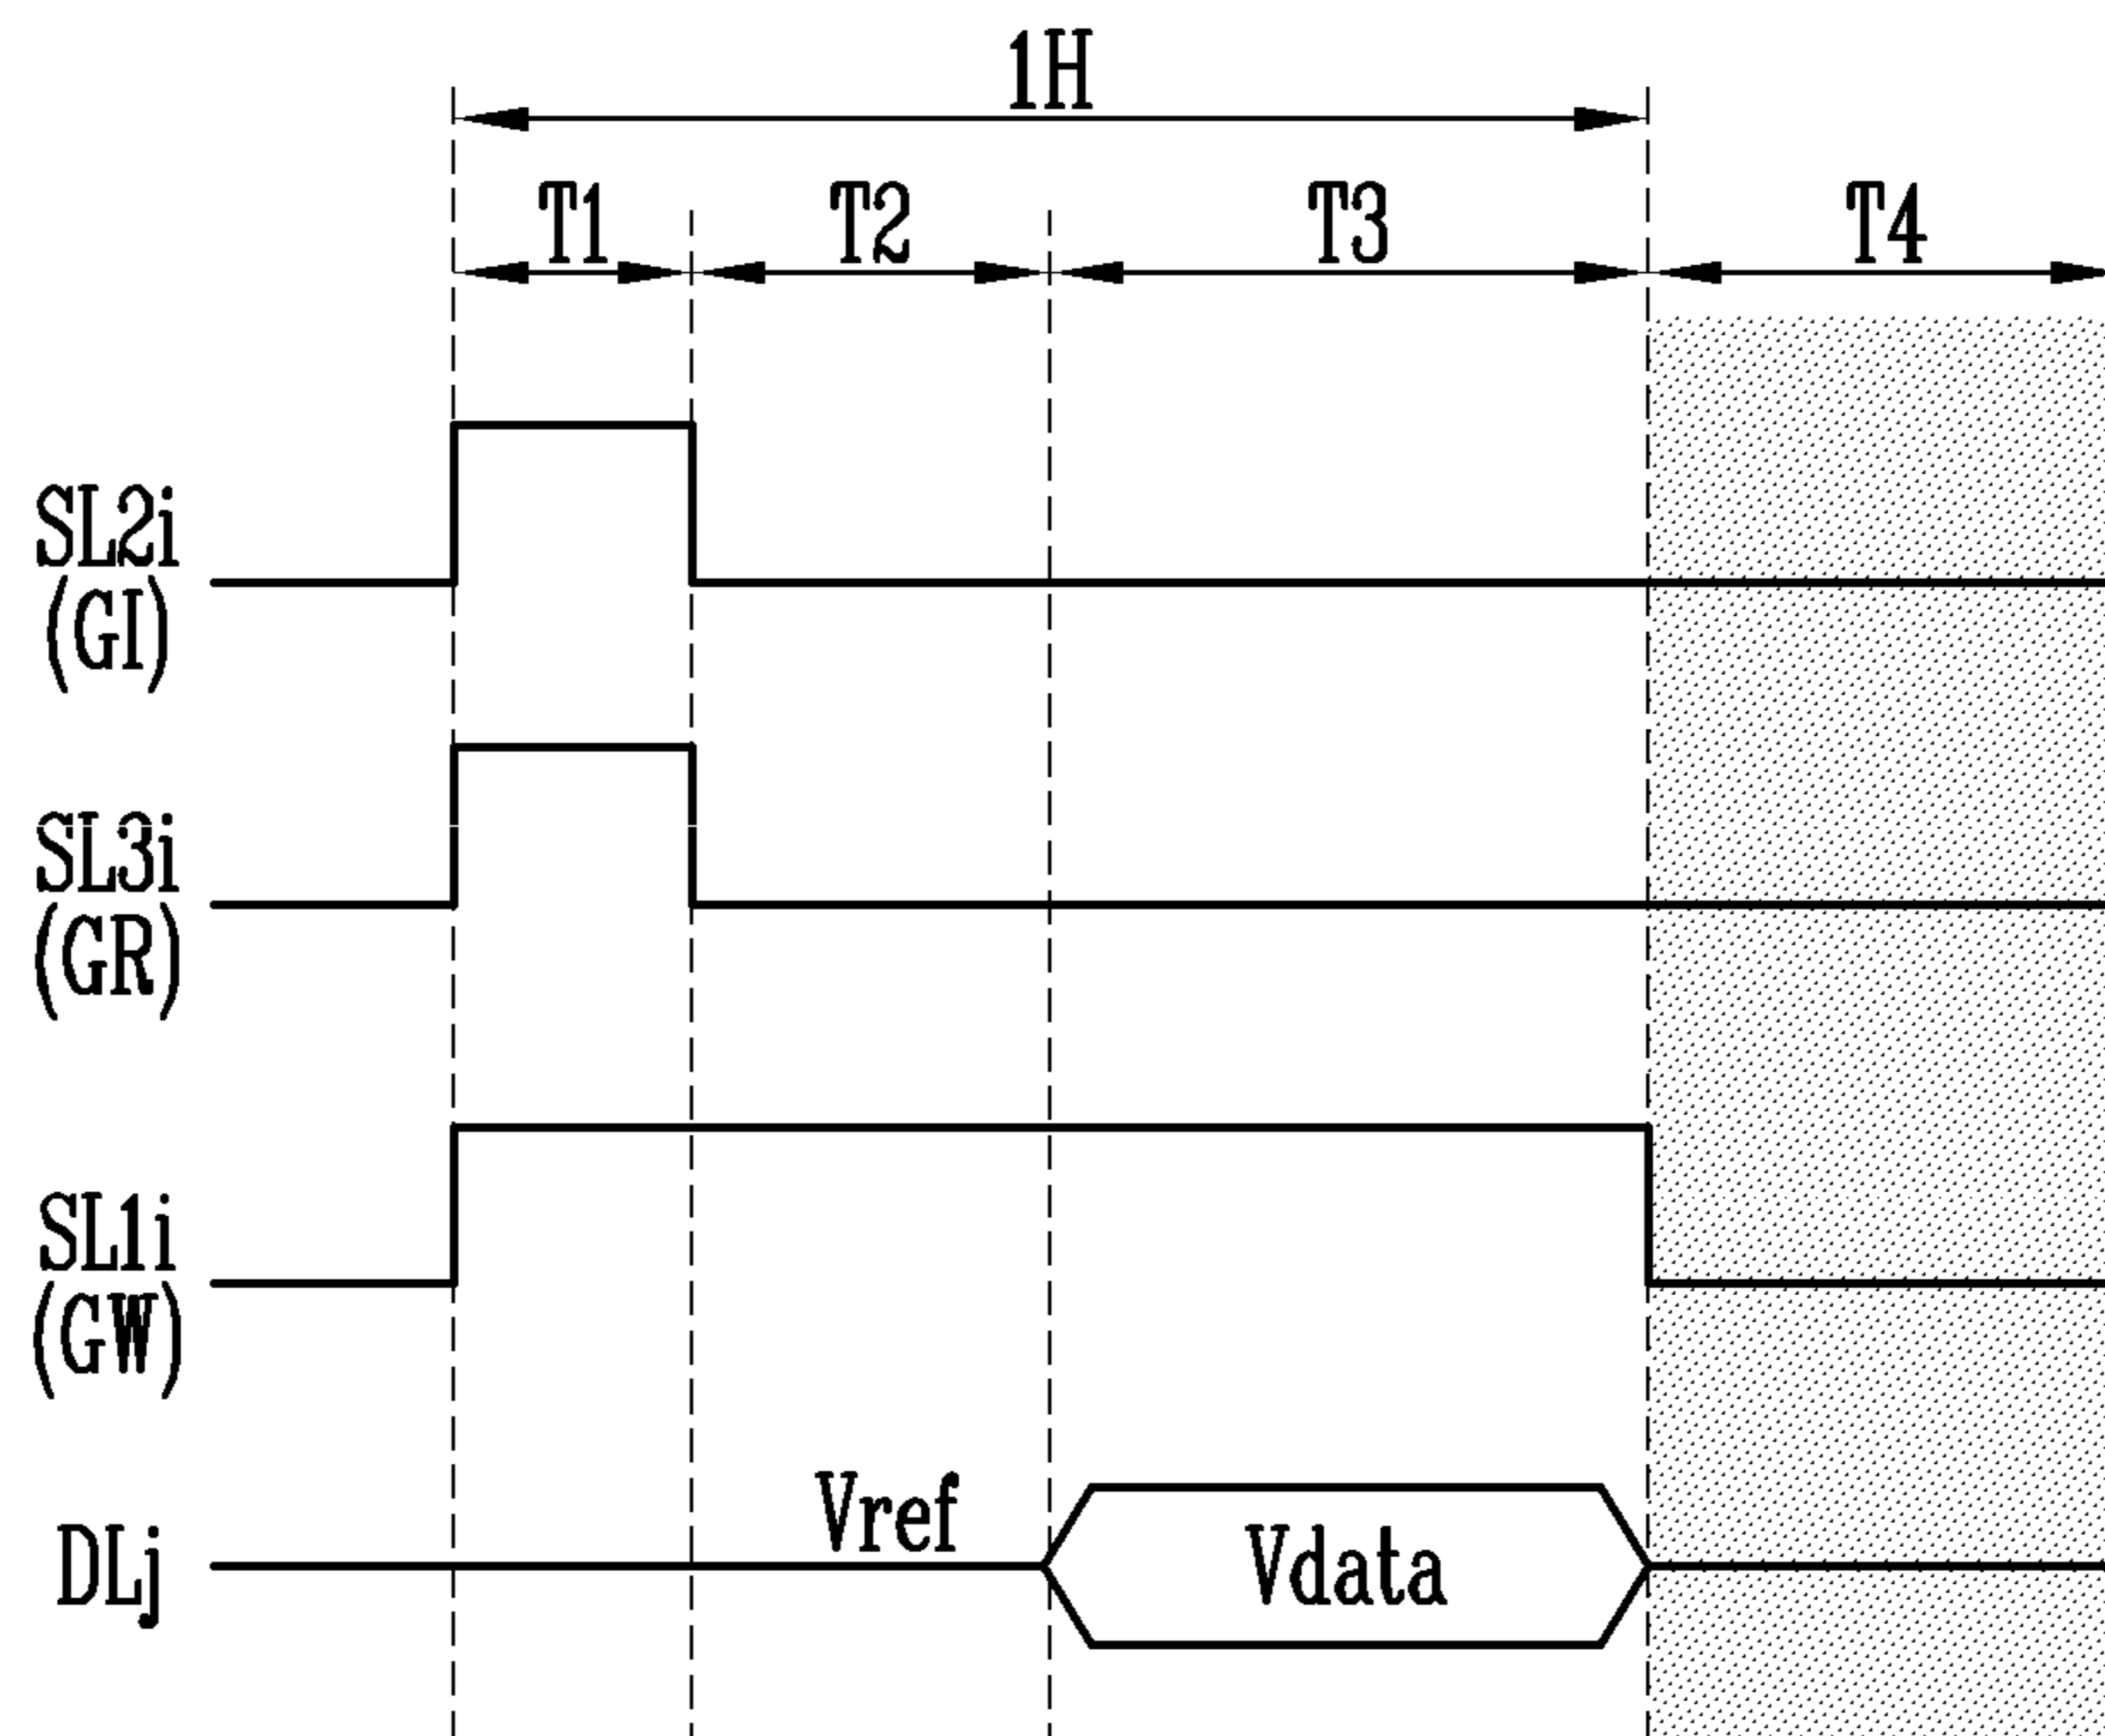 1H
T1 T2 T3 T4
SL2i
(GI)
SL3i
(GR)
SL1i
(GW)
Vref
DLj Vdata